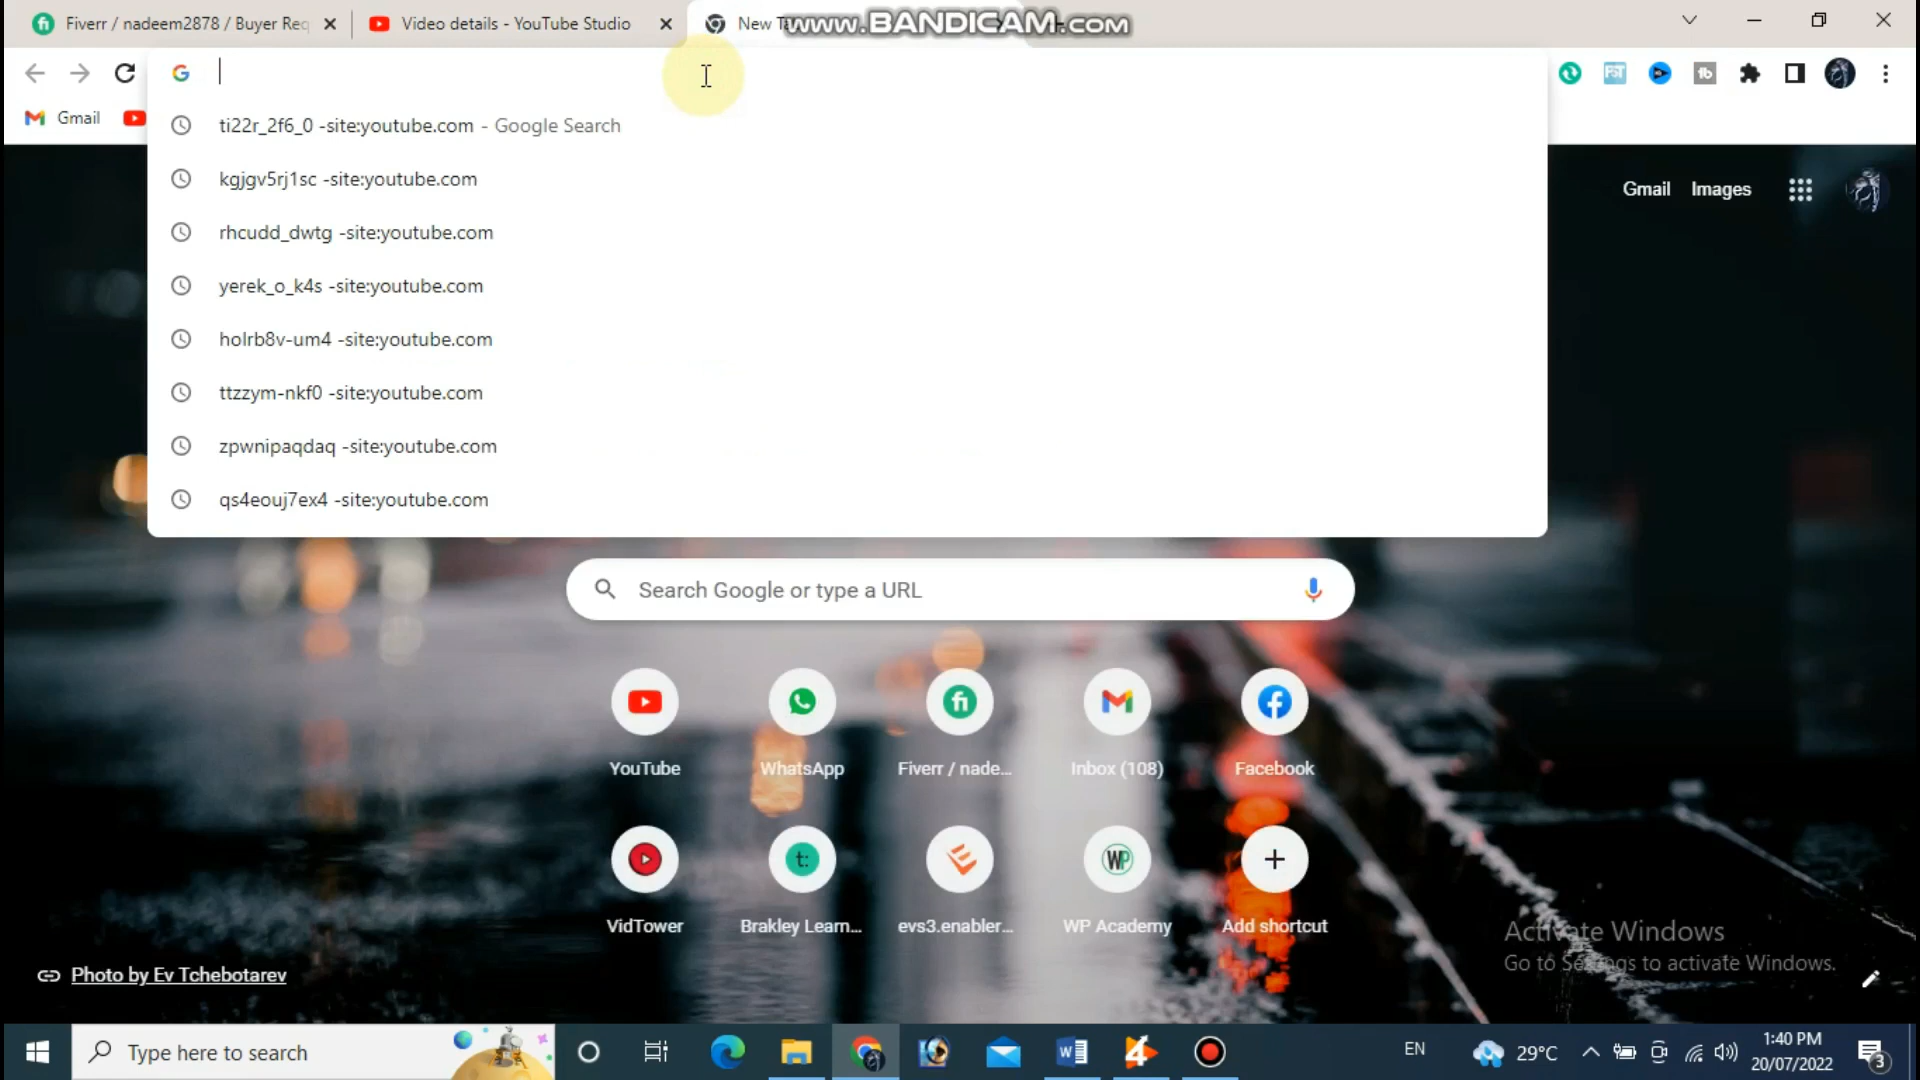 Fiverr / nadeem2878 / Buyer Req
Video details - YouTube Studio
New Ta
www.BANDICAM.com
Gmail
ti22r_2f6_0 -site:youtube.com - Google Search
kgjgv5rj1sc -site:youtube.com
rhcudd_dwtg -site:youtube.com
yerek_o_k4s -site:youtube.com
holrb8v-um4 -site:youtube.com
ttzzym-nkf0 -site:youtube.com
zpwnipaqdaq -site:youtube.com
qs4eouj7ex4 -site:youtube.com
Gmail Images
Search Google or type a URL
YouTube
WhatsApp
Fiverr / nade...
Inbox (108)
Facebook
VidTower
Brakley Learn...
evs3.enabler...
WP Academy
Add shortcut
Activate Windows
Go to Settings to activate Windows.
Photo by Ev Tchebotarev
Type here to search
EN
29°C
1:40 PM
20/07/2022
3